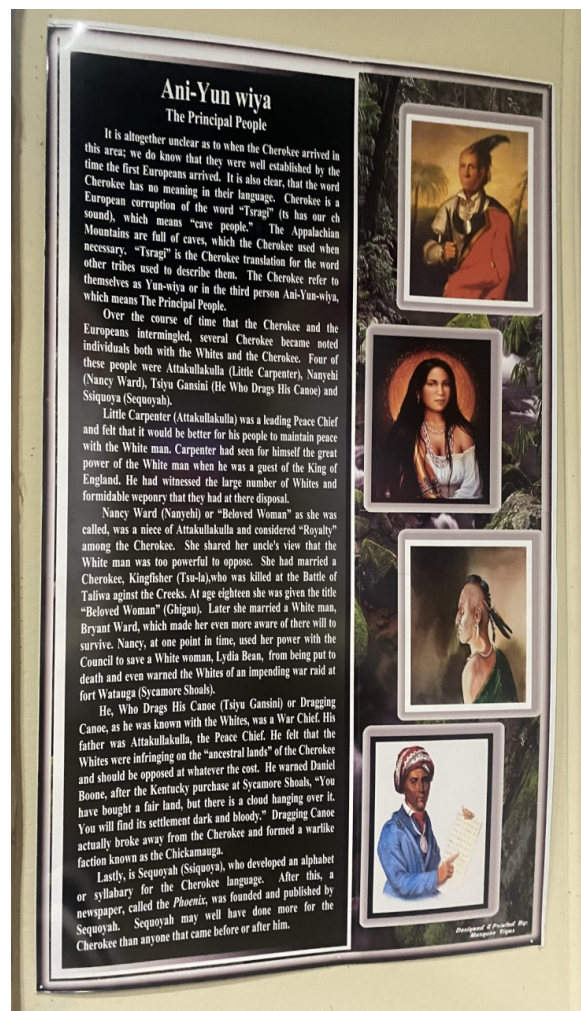 Ani-Yun wiya
The Principal People
It is altogether unclear as to when the Cherokee arrived in
this area; we do know that they were well established by the
time the first Europeans arrived. It is also clear, that the word
Cherokee has no meaning in their language. Cherokee is a
European corruption of the word “Tsragi” (ts has our ch
sound), which means “cave people.” The Appalachian
Mountains are full of caves, which the Cherokee used when
necessary. “Tsragi” is the Cherokee translation for the word
other tribes used to describe them. The Cherokee refer to
themselves as Yun-wiya or in the third person Ani-Yun-wiya,
which means The Principal People.
Over the course of time that the Cherokee and the
Europeans intermingled, several Cherokee became noted
individuals both with the Whites and the Cherokee. Four of
these people were Attakullakulla (Little Carpenter), Nanyehi
(Nancy Ward), Tsiyu Gansini (He Who Drags His Canoe) and
Ssiquoya (Sequoyah).
Little Carpenter (Attakullakulla) was a leading Peace Chief
and felt that it would be better for his people to maintain peace
with the White man. Carpenter had seen for himself the great
power of the White man when he was a guest of the King of
England. He had witnessed the large number of Whites and
formidable weponry that they had at there disposal.
Nancy Ward (Nanyehi) or “Beloved Woman” as she was
called, was a niece of Attakullakulla and considered “Royalty”
among the Cherokee. She shared her uncle's view that the
White man was too powerful to oppose. She had married a
Cherokee, Kingfisher (Tsu-la),who was killed at the Battle of
Taliwa aginst the Creeks. At age eighteen she was given the title
“Beloved Woman” (Ghigau). Later she married a White man,
Bryant Ward, which made her even more aware of there will to
survive. Nancy, at one point in time, used her power with the
Council to save a White woman, Lydia Bean, from being put to
death and even warned the Whites of an impending war raid at
fort Watauga (Sycamore Shoals).
He, Who Drags His Canoe (Tsiyu Gansini) or Dragging
Canoe, as he was known with the Whites, was a War Chief. His
father was Attakullakulla, the Peace Chief. He felt that the
Whites were infringing on the “ancestral lands” of the Cherokee
and should be opposed at whatever the cost. He warned Daniel
Boone, after the Kentucky purchase at Sycamore Shoals, “You
have bought a fair land, but there is a cloud hanging over it.
You will find its settlement dark and bloody.” Dragging Canoe
actually broke away from the Cherokee and formed a warlike
faction known as the Chickamauga.
Lastly, is Sequoyah (Ssiquoya), who developed an alphabet
or syllabary for the Cherokee language. After this, a
newspaper, called the Phoenix, was founded and published by
Sequoyah. Sequoyah may well have done more for the
Cherokee than anyone that came before or after him.
Designed & Printed By:
Marquee Signs